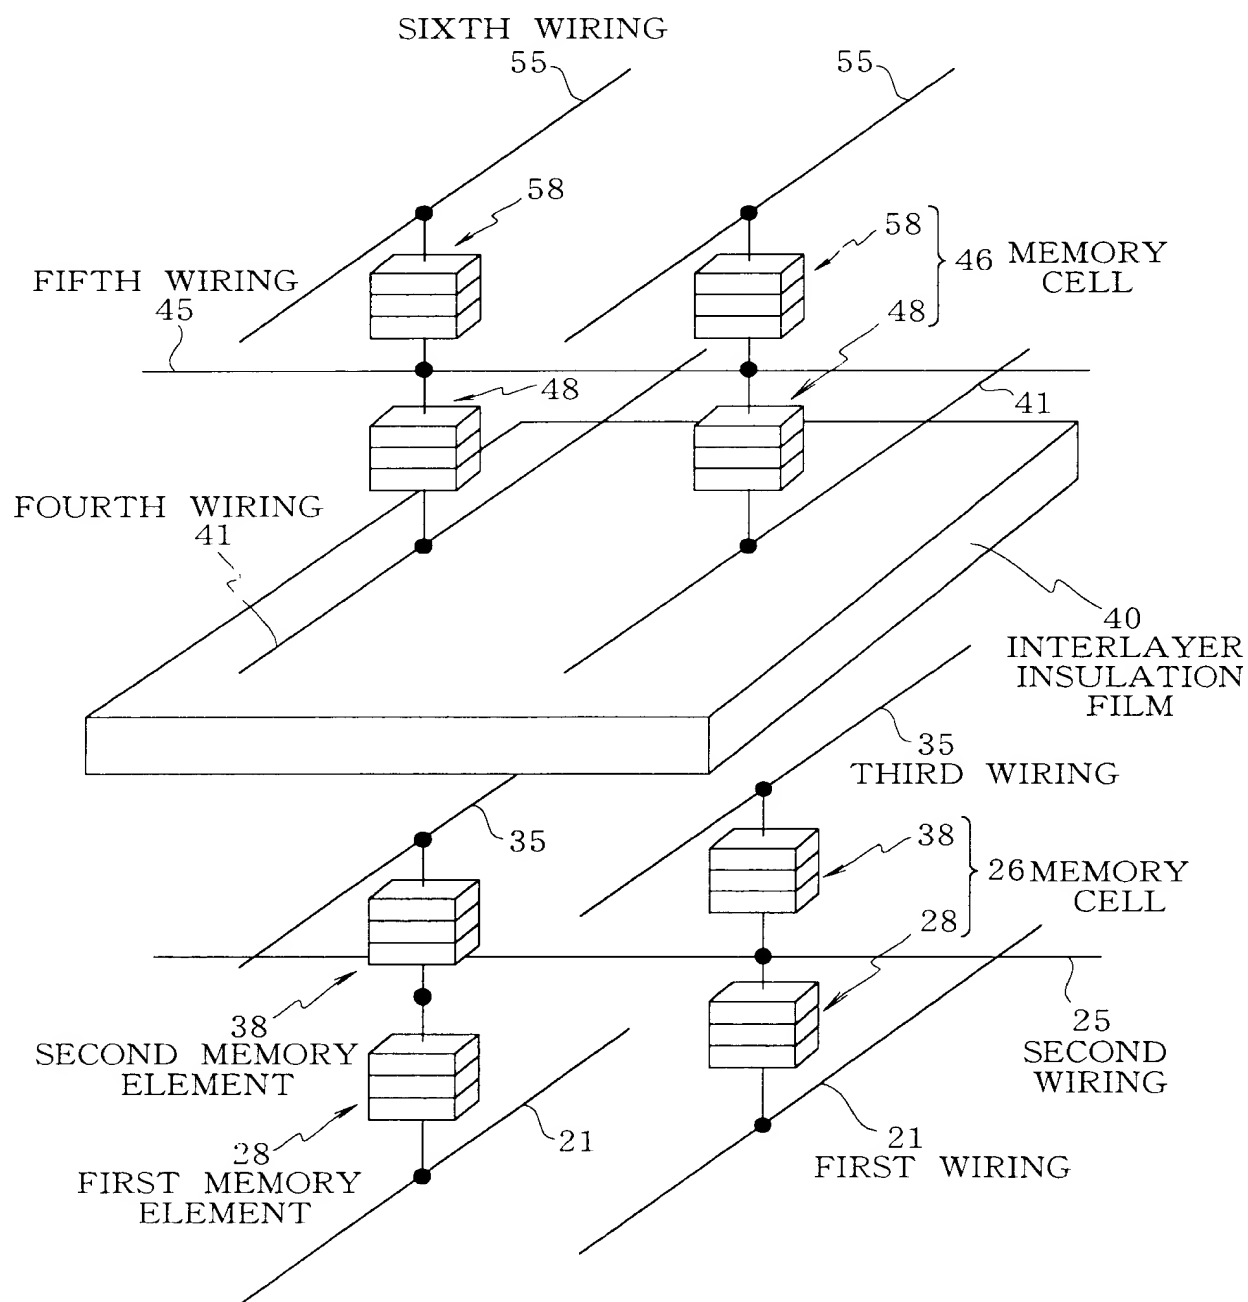 SIXTH WIRING
55
55
58
58
46 MEMORY
CELL
FIFTH WIRING
45
48
48
41
FOURTH WIRING
41
40
INTERLAYER
INSULATION
FILM
35
THIRD WIRING
35
38
26 MEMORY
CELL
28
38
SECOND MEMORY
ELEMENT
25
SECOND
WIRING
28
FIRST MEMORY
ELEMENT
21
21
FIRST WIRING